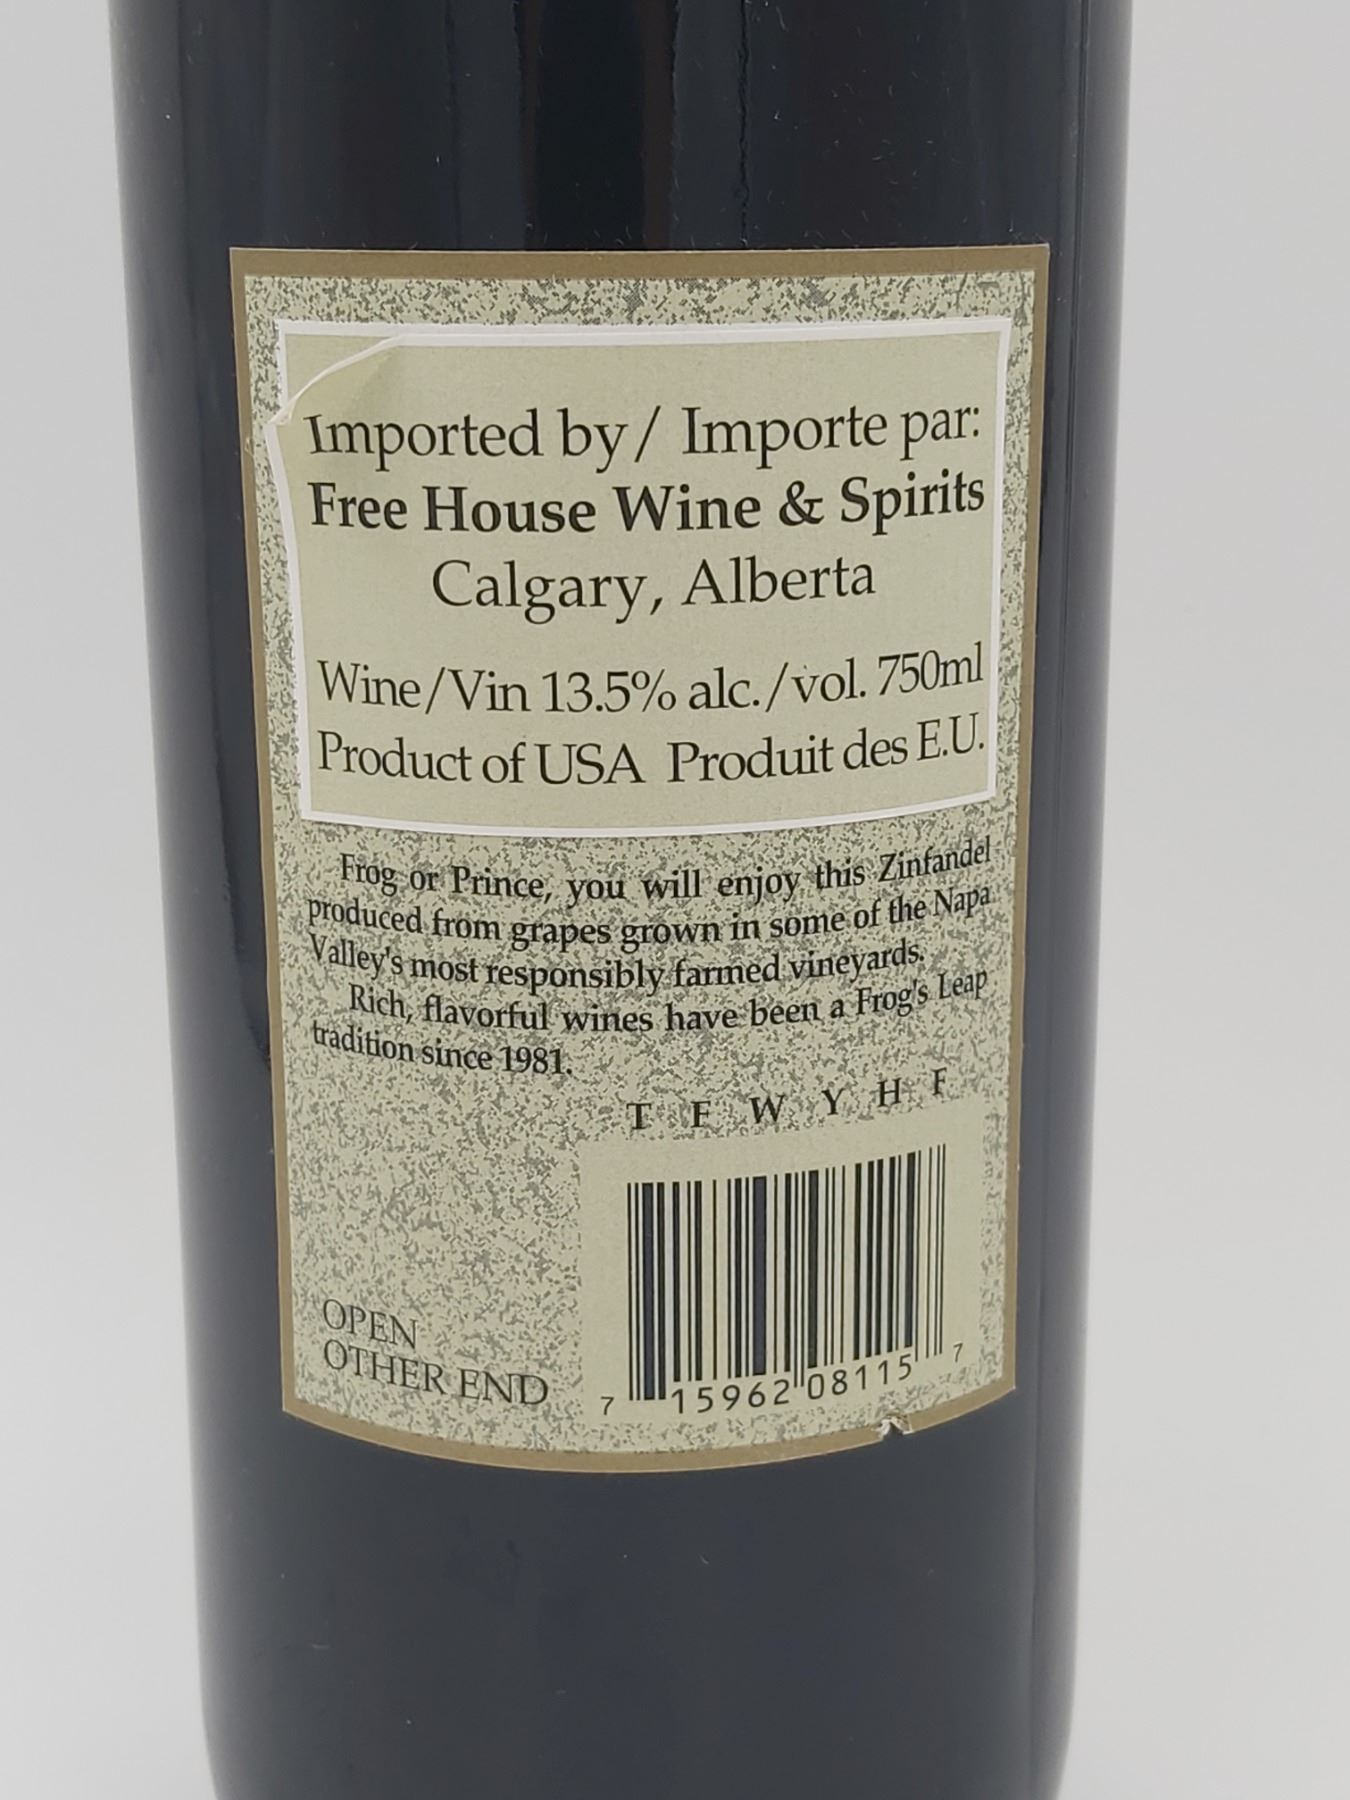 Imported by/ Importe par:
Free House Wine & Spirits
Calgary, Alberta
Wine/Vin 13.5% alc./vol. 750ml
Product of USA Produit des E.U.
Frog or Prince, you will enjoy this Zinfandel
produced from grapes grown in some of the Napa
Valley's most responsibly farmed vineyards.
Rich, flavorful wines have been a Frog's Leap
tradition since 1981.
T F W Y H F
OPEN
OTHER END
7 15962 08115 7